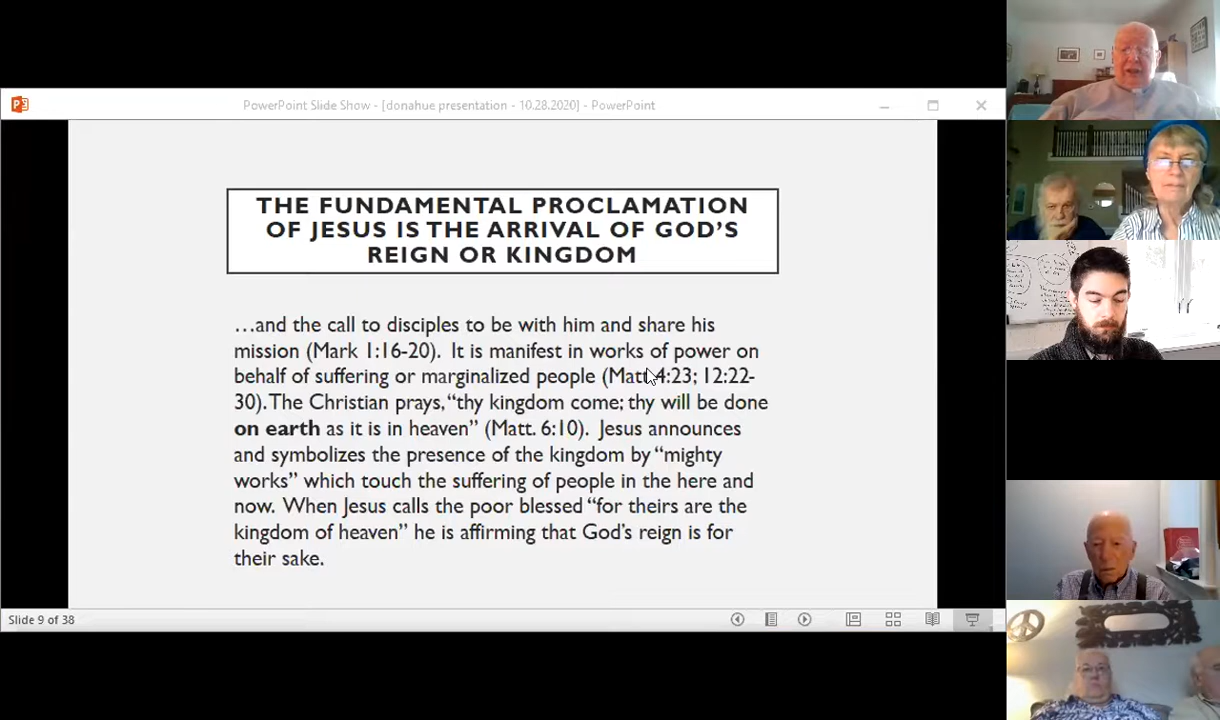 PowerPoint Slide Show - [donahue presentation - 10.28.2020] - PowerPoint
THE FUNDAMENTAL PROCLAMATION
OF JESUS IS THE ARRIVAL OF GOD'S
REIGN OR KINGDOM
…and the call to disciples to be with him and share his
mission (Mark 1:16-20). It is manifest in works of power on
behalf of suffering or marginalized people (Matt 4:23; 12:22-
30). The Christian prays, “thy kingdom come; thy will be done
on earth as it is in heaven” (Matt. 6:10). Jesus announces
and symbolizes the presence of the kingdom by “mighty
works” which touch the suffering of people in the here and
now. When Jesus calls the poor blessed “for theirs are the
kingdom of heaven” he is affirming that God's reign is for
their sake.
Slide 9 of 38